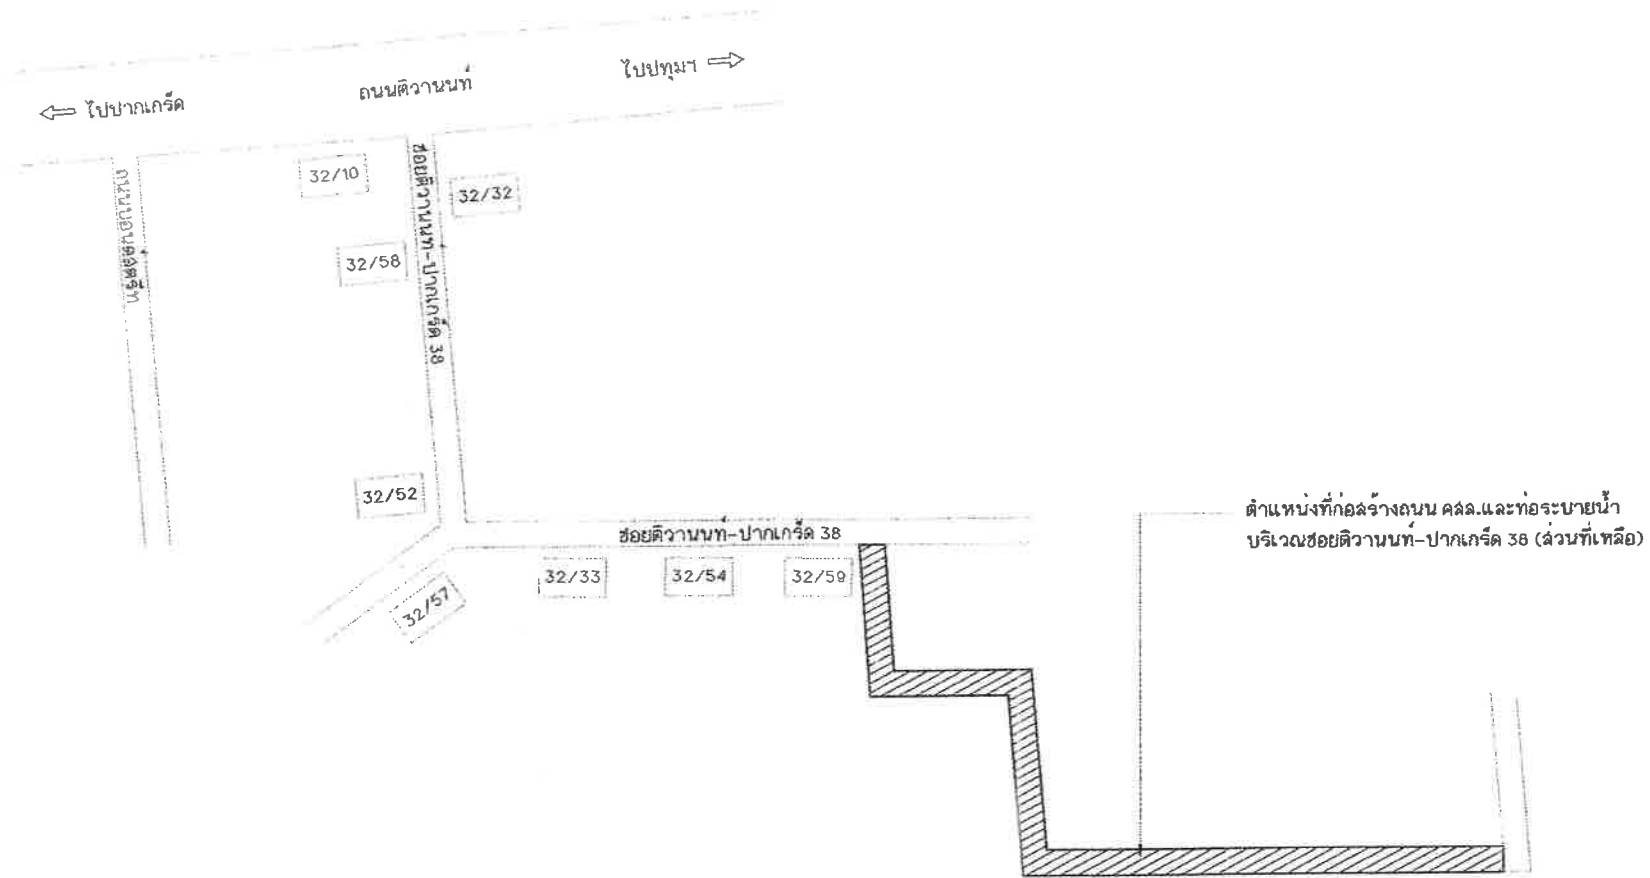 ไปปากเกร็ด
ถนนติวานนท์
ไปปทุมฯ
32/10
32/32
ซอยติวานนท์-ปากเกร็ด 38
32/58
32/52
ซอยติวานนท์-ปากเกร็ด 38
32/33
32/54
32/59
32/57
ตำแหน่งที่ก่อสร้างถนน คสล.และท่อระบายน้ำ
บริเวณซอยติวานนท์-ปากเกร็ด 38 (ส่วนที่เหลือ)